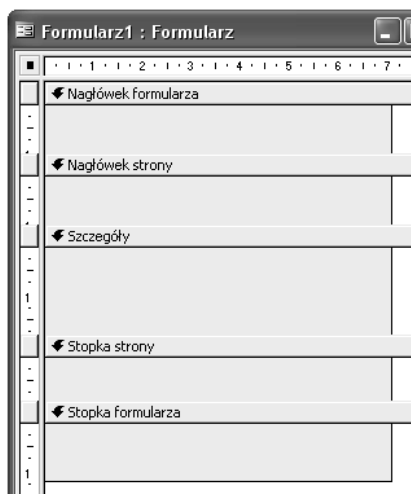 Formularz1 : Formularz
1 2 3 4 5 6 7
Nagłówek formularza
Nagłówek strony
Szczegóły
1
Stopka strony
Stopka formularza
1